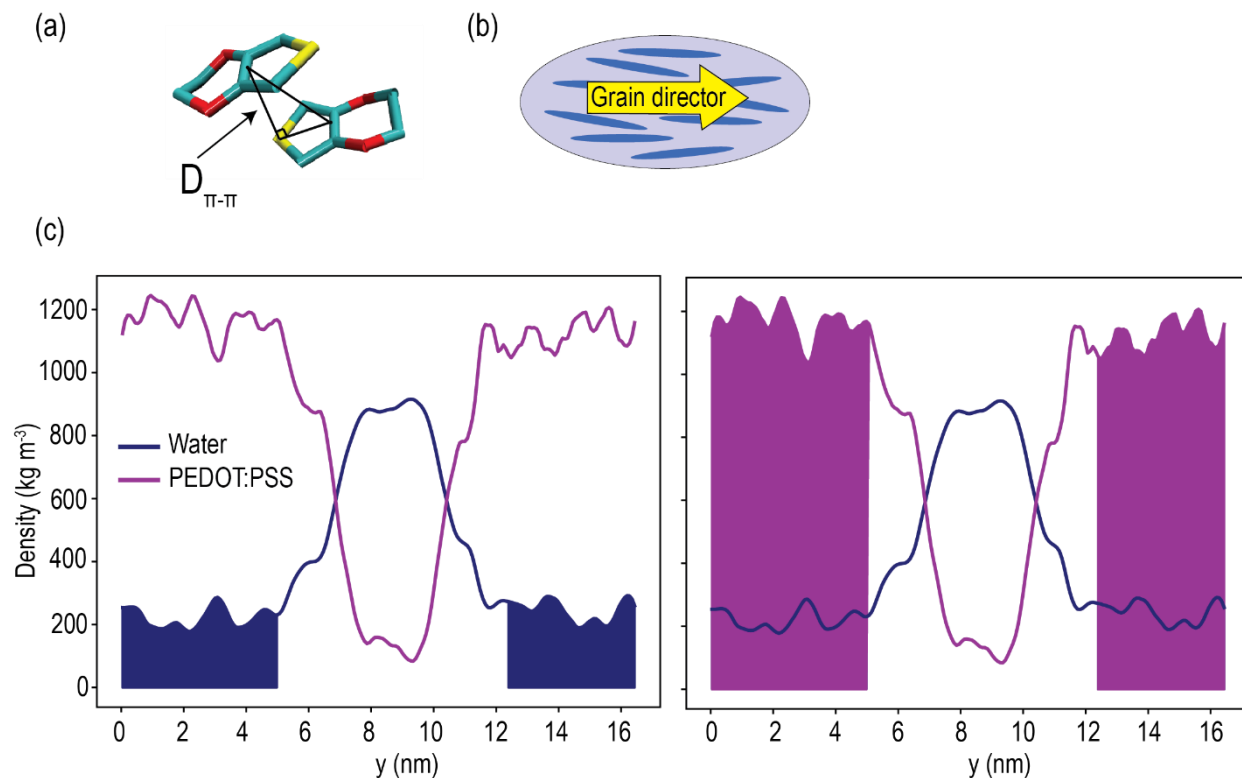 (a)
(b)
Dπ-π
Grain director
(c)
Density (kg m⁻³)
1200
1000
800
600
400
200
0
Water
PEDOT:PSS
0 2 4 6 8 10 12 14 16
0 2 4 6 8 10 12 14 16
y (nm)
y (nm)